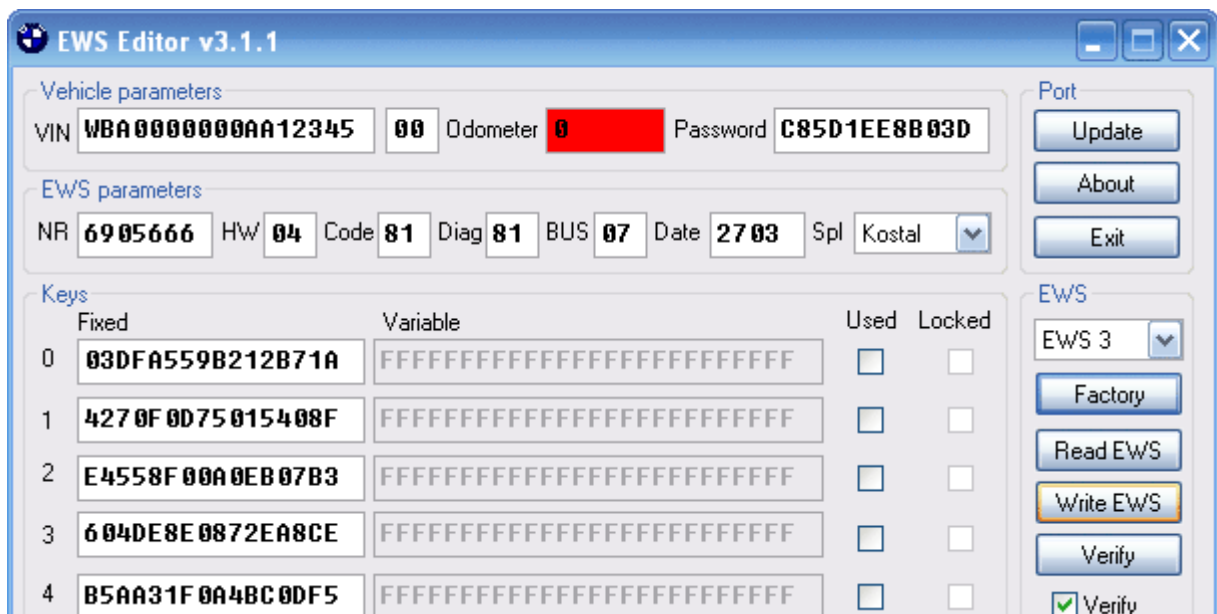 EWS Editor v3.1.1
Vehicle parameters
VIN WBA0000000AA12345 00 Odometer 0 Password C85D1EE8B03D
EWS parameters
NR 6905666 HW 04 Code 81 Diag 81 BUS 07 Date 2703 Spl Kostal
Keys
Fixed Variable Used Locked
0 03DFA559B212B71A FFFFFFFFFFFFFFFFFFFFFFFFFF
1 4270F0D75015408F FFFFFFFFFFFFFFFFFFFFFFFFFF
2 E4558F00A0EB07B3 FFFFFFFFFFFFFFFFFFFFFFFFFF
3 604DE8E0872EA8CE FFFFFFFFFFFFFFFFFFFFFFFFFF
4 B5AA31F0A4BC0DF5 FFFFFFFFFFFFFFFFFFFFFFFFFF
Port
Update
About
Exit
EWS
EWS 3
Factory
Read EWS
Write EWS
Verify
Verify